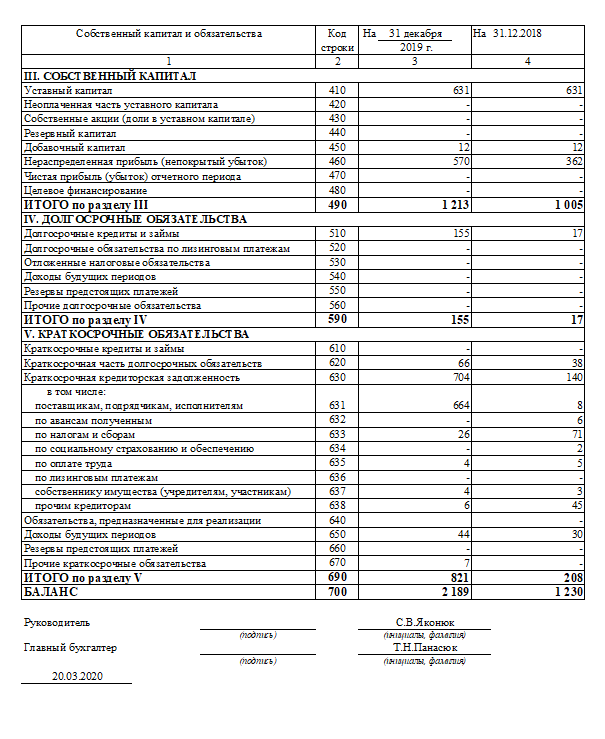 Собственный капитал и обязательства Код строки На 31 декабря 2019 г. На 31.12.2018
1 2 3 4
III. СОБСТВЕННЫЙ КАПИТАЛ
Уставный капитал 410 631 631
Неоплаченная часть уставного капитала 420 - -
Собственные акции (доли в уставном капитале) 430 - -
Резервный капитал 440 - -
Добавочный капитал 450 12 12
Нераспределенная прибыль (непокрытый убыток) 460 570 362
Чистая прибыль (убыток) отчетного периода 470 - -
Целевое финансирование 480 - -
ИТОГО по разделу III 490 1 213 1 005
IV. ДОЛГОСРОЧНЫЕ ОБЯЗАТЕЛЬСТВА
Долгосрочные кредиты и займы 510 155 17
Долгосрочные обязательства по лизинговым платежам 520 - -
Отложенные налоговые обязательства 530 - -
Доходы будущих периодов 540 - -
Резервы предстоящих платежей 550 - -
Прочие долгосрочные обязательства 560 - -
ИТОГО по разделу IV 590 155 17
V. КРАТКОСРОЧНЫЕ ОБЯЗАТЕЛЬСТВА
Краткосрочные кредиты и займы 610 - -
Краткосрочная часть долгосрочных обязательств 620 66 38
Краткосрочная кредиторская задолженность 630 704 140
в том числе:
поставщикам, подрядчикам, исполнителям 631 664 8
по авансам полученным 632 - 6
по налогам и сборам 633 26 71
по социальному страхованию и обеспечению 634 - 2
по оплате труда 635 4 5
по лизинговым платежам 636 - -
собственнику имущества (учредителям, участникам) 637 4 3
прочим кредиторам 638 6 45
Обязательства, предназначенные для реализации 640 -
Доходы будущих периодов 650 44 30
Резервы предстоящих платежей 660 - -
Прочие краткосрочные обязательства 670 7 -
ИТОГО по разделу V 690 821 208
БАЛАНС 700 2 189 1 230
Руководитель С.В.Яконюк
(подпись) (инициалы, фамилия)
Главный бухгалтер Т.Н.Панасюк
(подпись) (инициалы, фамилия)
20.03.2020